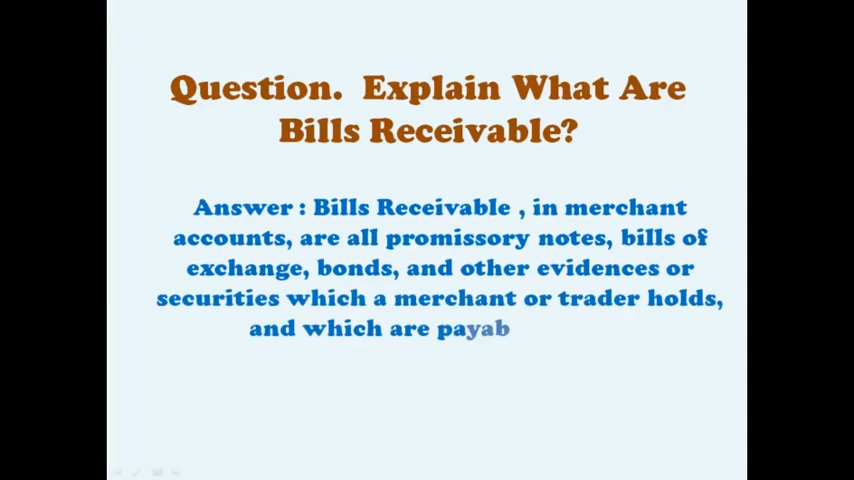 Question. Explain What Are
Bills Receivable?
Answer : Bills Receivable , in merchant
accounts, are all promissory notes, bills of
exchange, bonds, and other evidences or
securities which a merchant or trader holds,
and which are payab